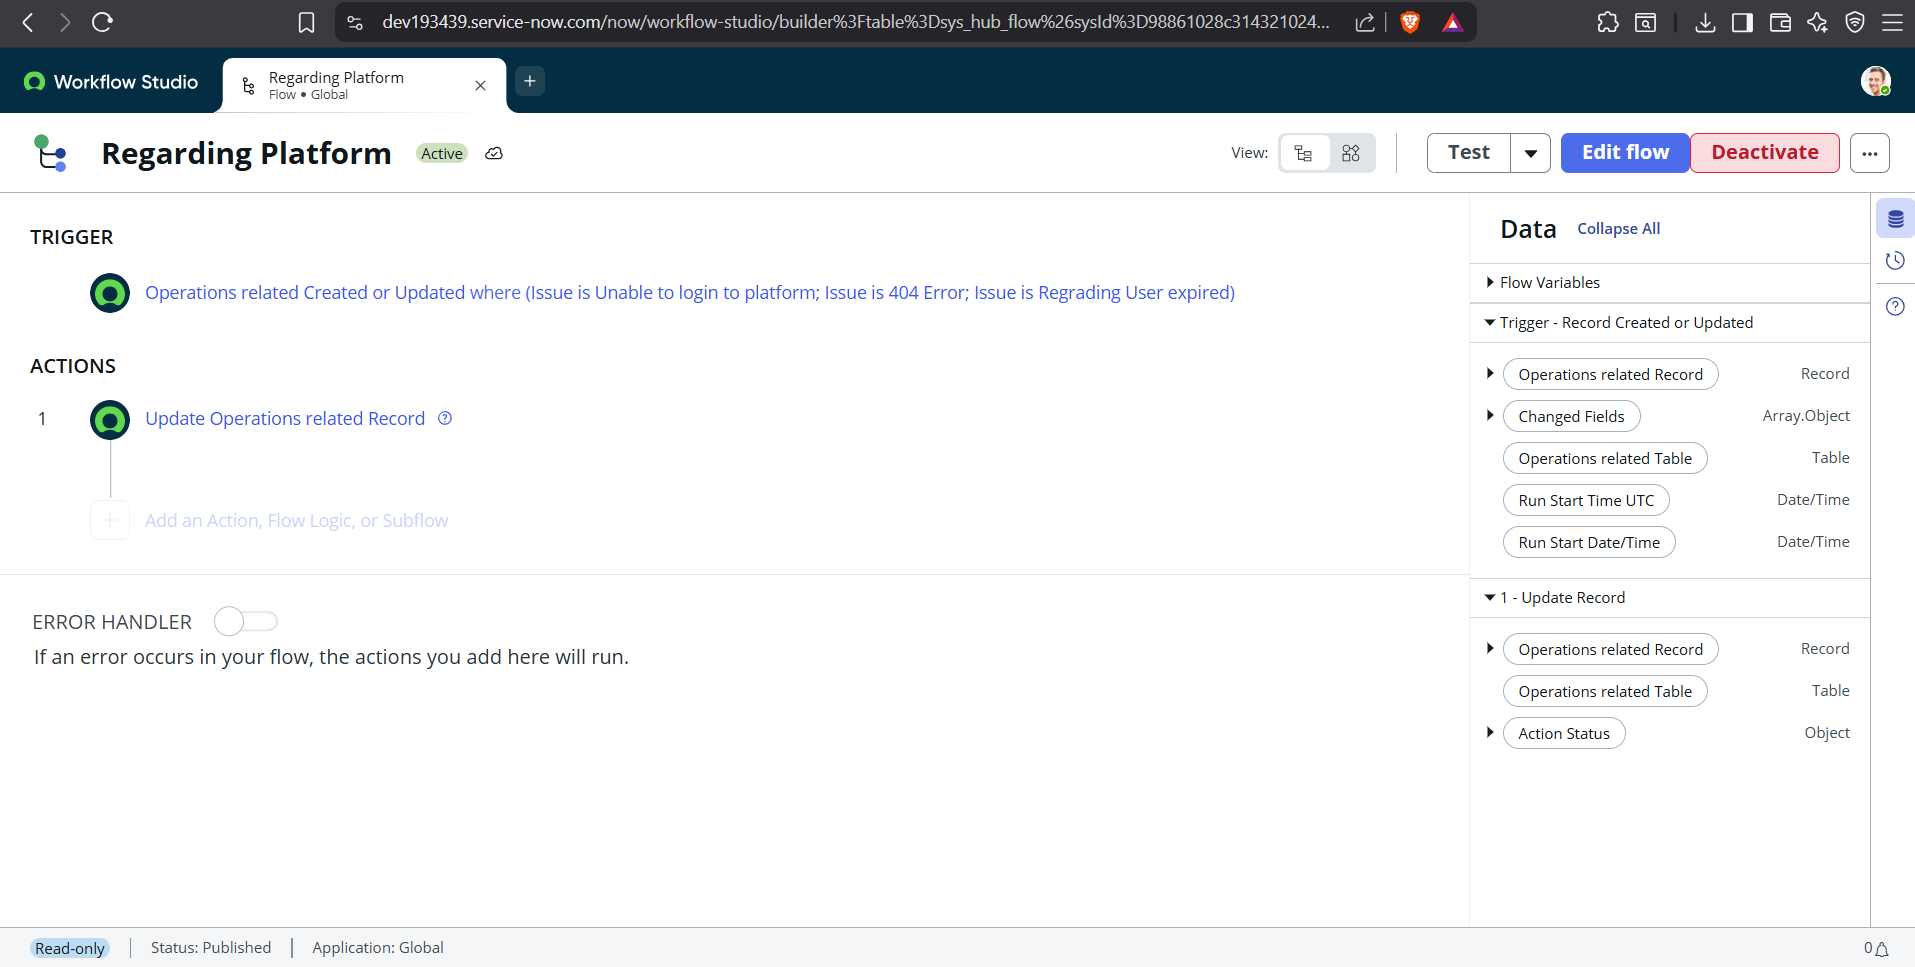 dev193439.service-now.com/now/workflow-studio/builder%3Ftable%3Dsys_hub_flow%26sysId%3D98861028c314321024...
Workflow Studio
Regarding Platform
Flow • Global
Regarding Platform
Active
View:
Test
Edit flow
Deactivate
TRIGGER
Operations related Created or Updated where (Issue is Unable to login to platform; Issue is 404 Error; Issue is Regrading User expired)
ACTIONS
1
Update Operations related Record
Add an Action, Flow Logic, or Subflow
ERROR HANDLER
If an error occurs in your flow, the actions you add here will run.
Data
Collapse All
Flow Variables
Trigger - Record Created or Updated
Operations related Record Record
Changed Fields Array.Object
Operations related Table Table
Run Start Time UTC Date/Time
Run Start Date/Time Date/Time
1 - Update Record
Operations related Record Record
Operations related Table Table
Action Status Object
Read-only
Status: Published
Application: Global
0